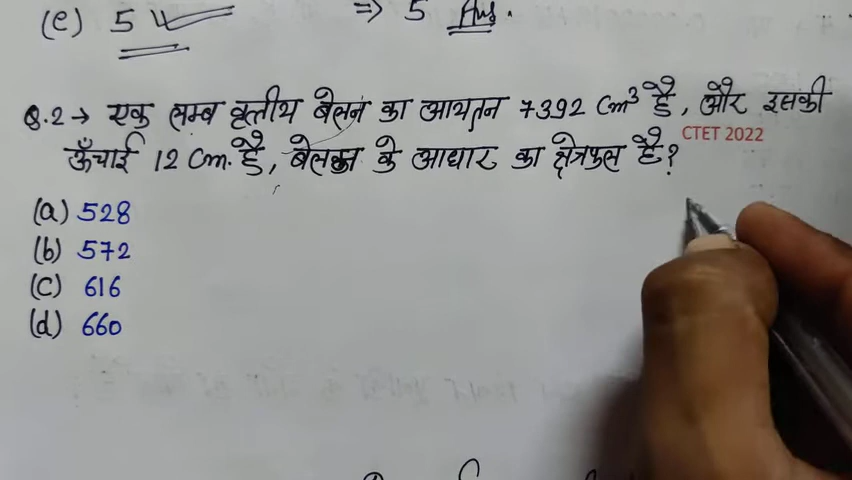 (e) 5 => 5 Ans.
Q.2→ एक लम्ब वृत्तीय बेलन का आयतन 7392 Cm³ है, और इसकी
CTET 2022
ऊँचाई 12 Cm. है, बेलन के आधार का क्षेत्रफल है?
(a) 528
(b) 572
(c) 616
(d) 660